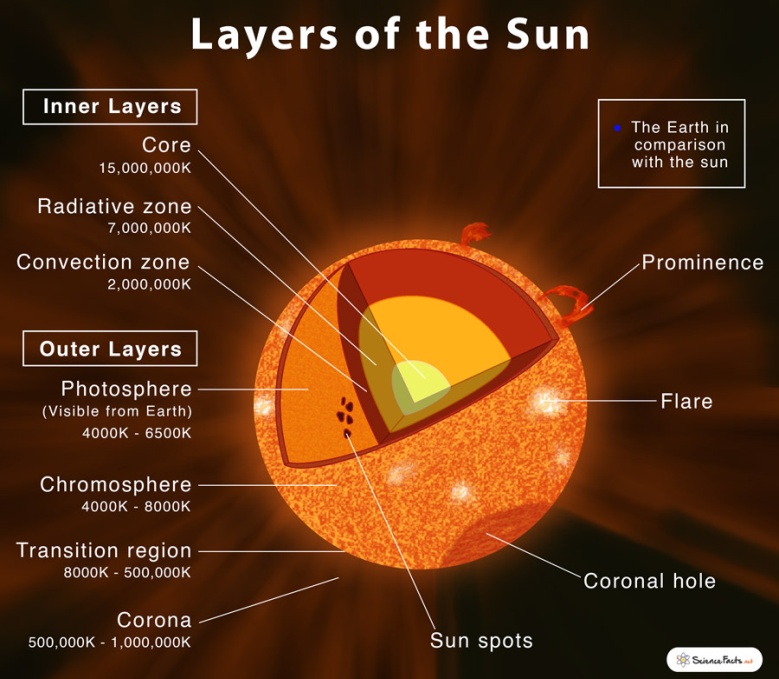 Layers of the Sun
Inner Layers
Core
15,000,000K
Radiative zone
7,000,000K
Convection zone
2,000,000K
Outer Layers
Photosphere
(Visible from Earth)
4000K - 6500K
Chromosphere
4000K - 8000K
Transition region
8000K - 500,000K
Corona
500,000K - 1,000,000K
The Earth in
comparison
with the sun
Prominence
Flare
Coronal hole
Sun spots
ScienceFacts.net